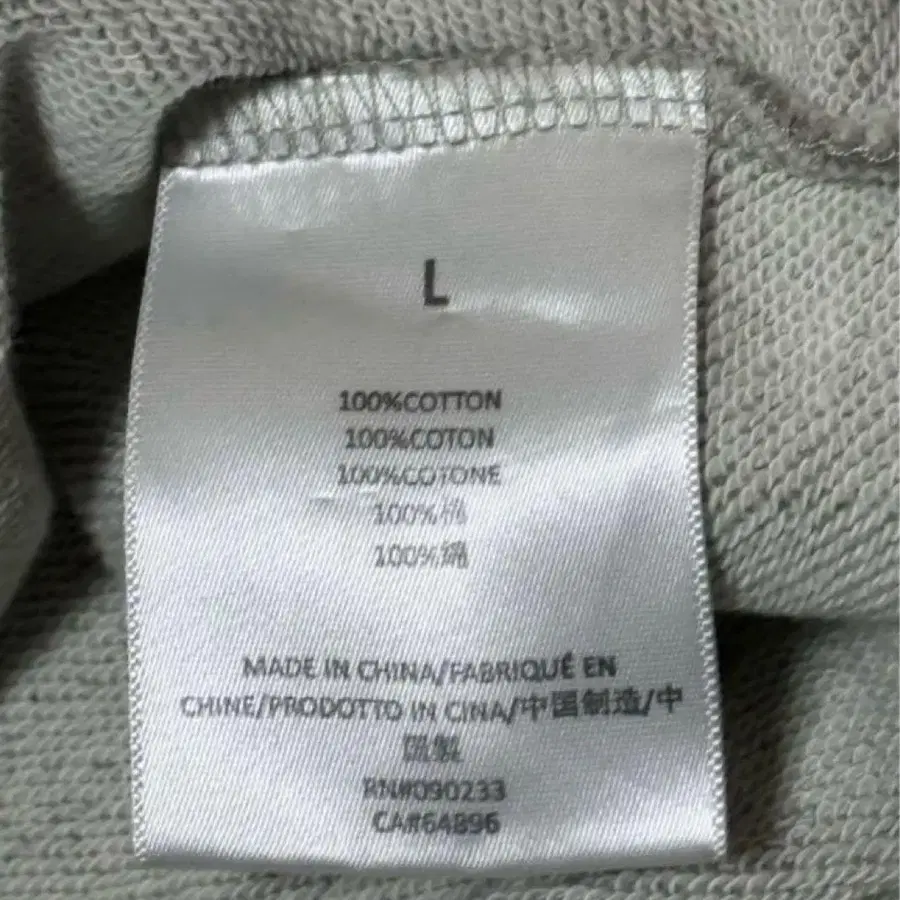 L
100%COTTON
100%COTON
100%COTONE
100%棉
100%綿
MADE IN CHINA/FABRIQUÉ EN
CHINE/PRODOTTO IN CINA/中国制造/中
国製
RN#090233
CA#64896